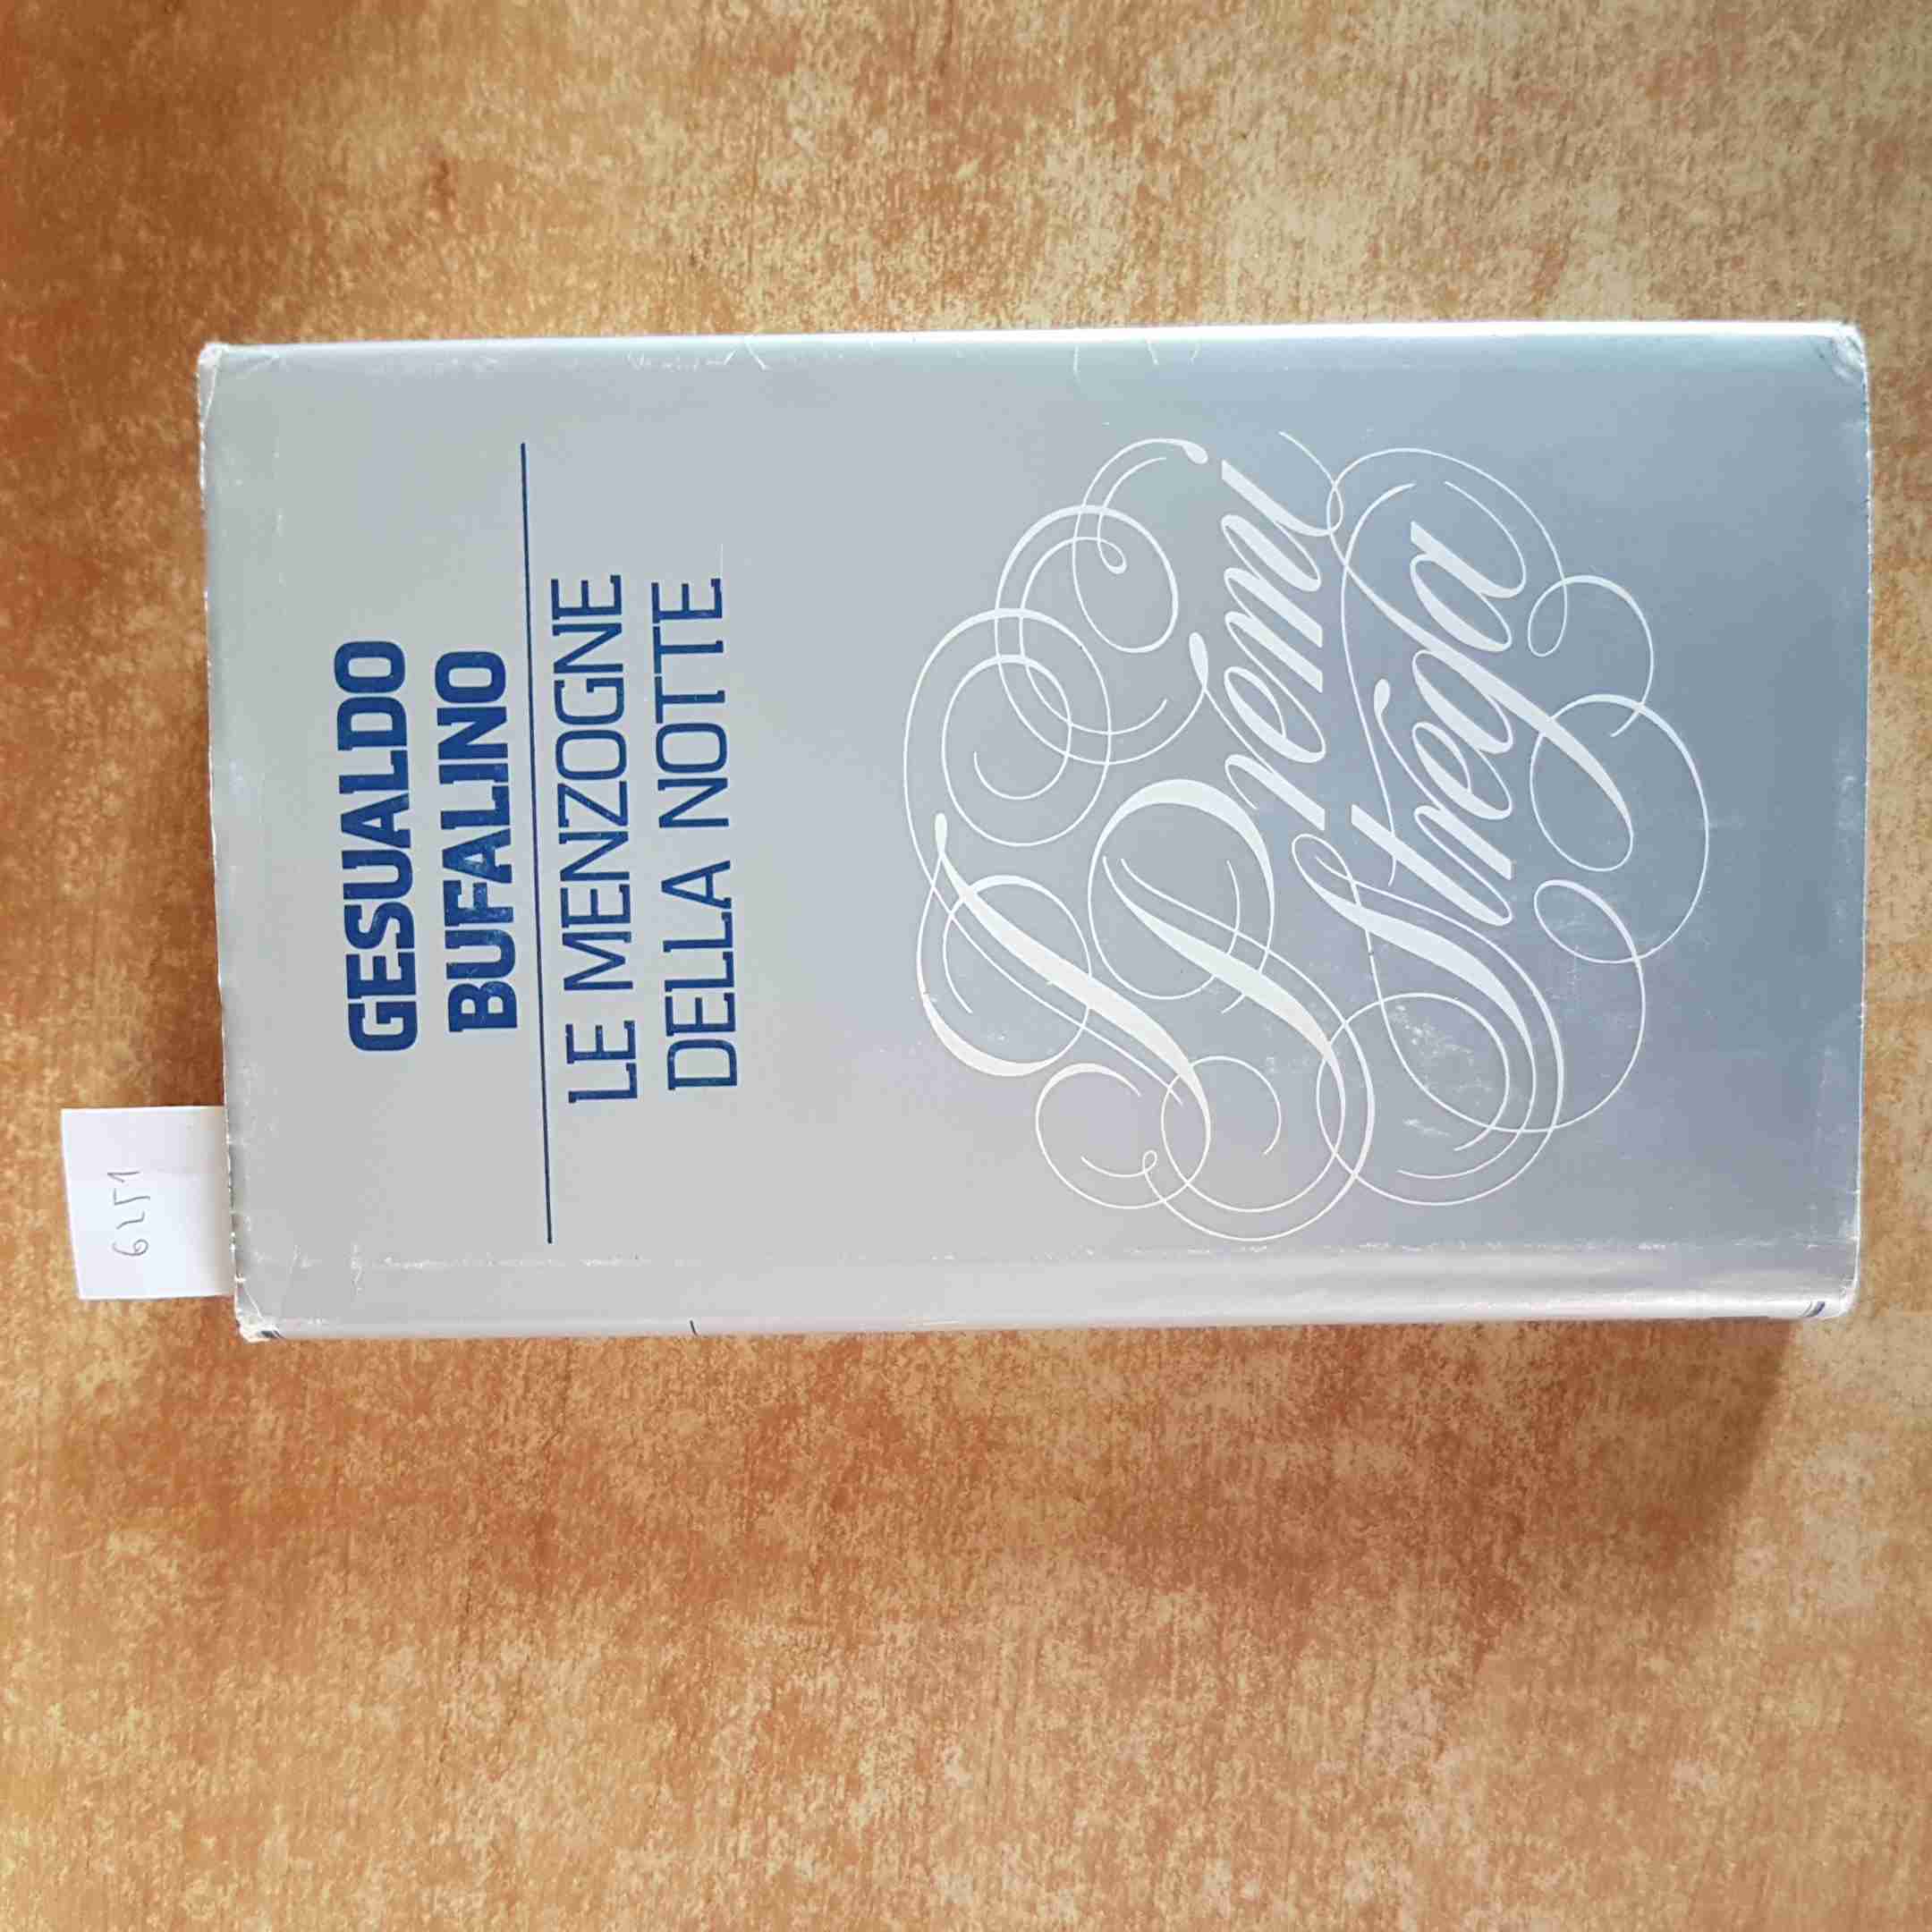 6251
GESUALDO
BUFALINO
LE MENZOGNE
DELLA NOTTE
I Premi
Strega